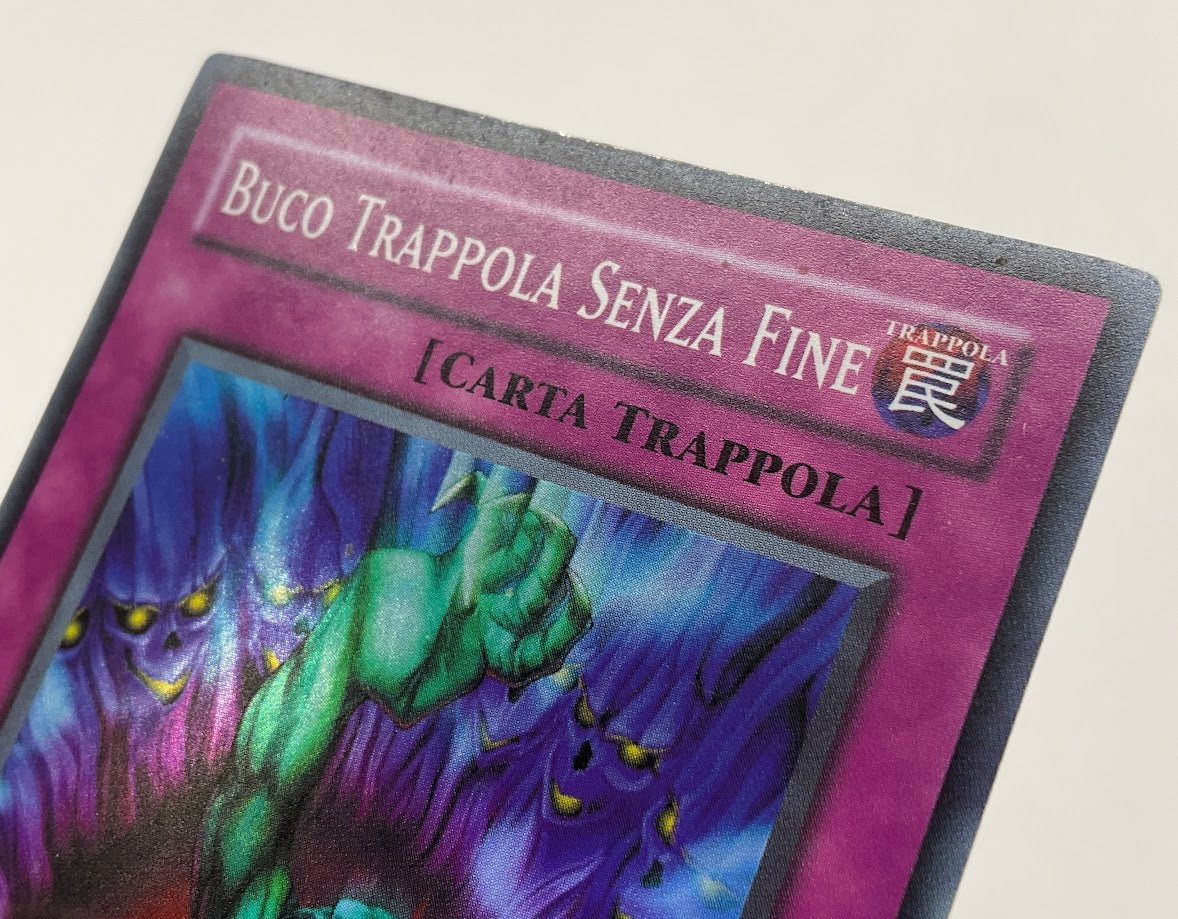 Buco Trappola Senza Fine
TRAPPOLA
罠
[Carta Trappola]